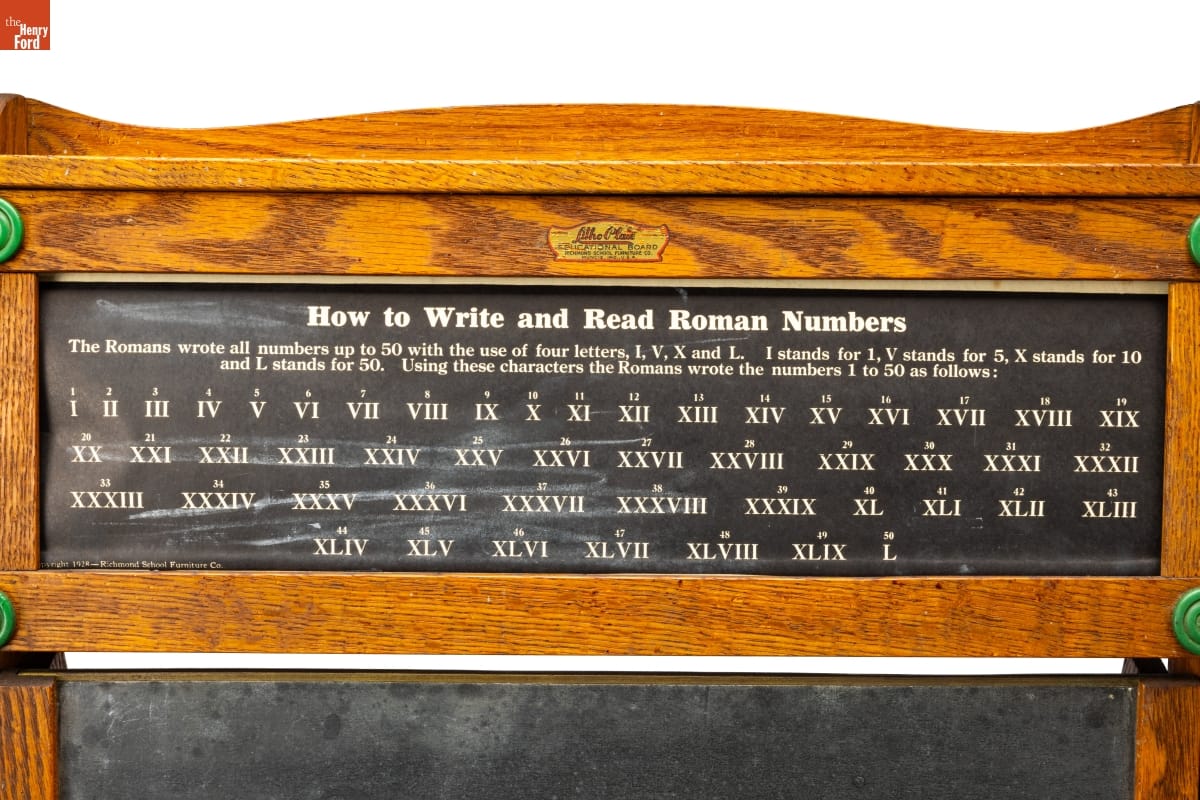 the
Henry
Ford
Litho-Plate
EDUCATIONAL BOARD
RICHMOND SCHOOL FURNITURE CO.
How to Write and Read Roman Numbers
The Romans wrote all numbers up to 50 with the use of four letters, I, V, X and L. I stands for 1, V stands for 5, X stands for 10
and L stands for 50. Using these characters the Romans wrote the numbers 1 to 50 as follows:
1 2 3 4 5 6 7 8 9 10 11 12 13 14 15 16 17 18 19
I II III IV V VI VII VIII IX X XI XII XIII XIV XV XVI XVII XVIII XIX
20 21 22 23 24 25 26 27 28 29 30 31 32
XX XXI XXII XXIII XXIV XXV XXVI XXVII XXVIII XXIX XXX XXXI XXXII
33 34 35 36 37 38 39 40 41 42 43
XXXIII XXXIV XXXV XXXVI XXXVII XXXVIII XXXIX XL XLI XLII XLIII
44 45 46 47 48 49 50
XLIV XLV XLVI XLVII XLVIII XLIX L
pyright 1928—Richmond School Furniture Co.